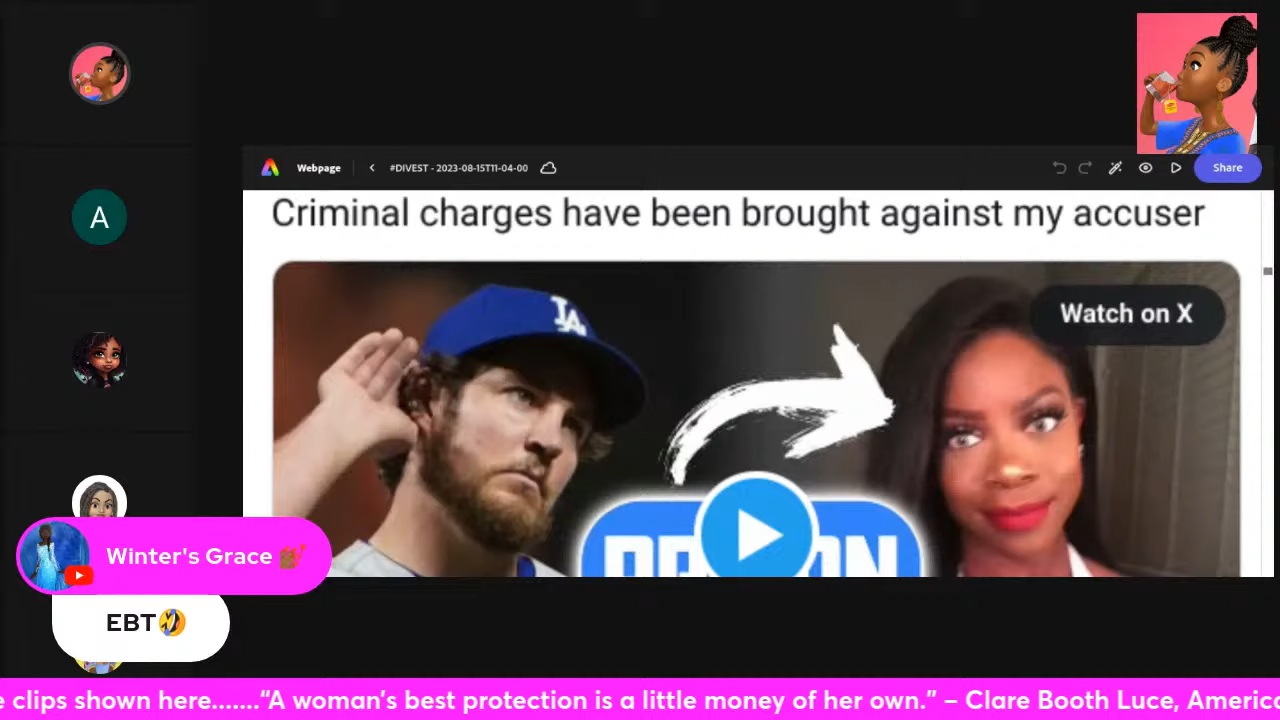 Webpage
#DIVEST - 2023-08-15T11-04-00
Share
Criminal charges have been brought against my accuser
Watch on X
LA
A
Winter's Grace
EBT
clips shown here.......“A woman’s best protection is a little money of her own.” – Clare Booth Luce,